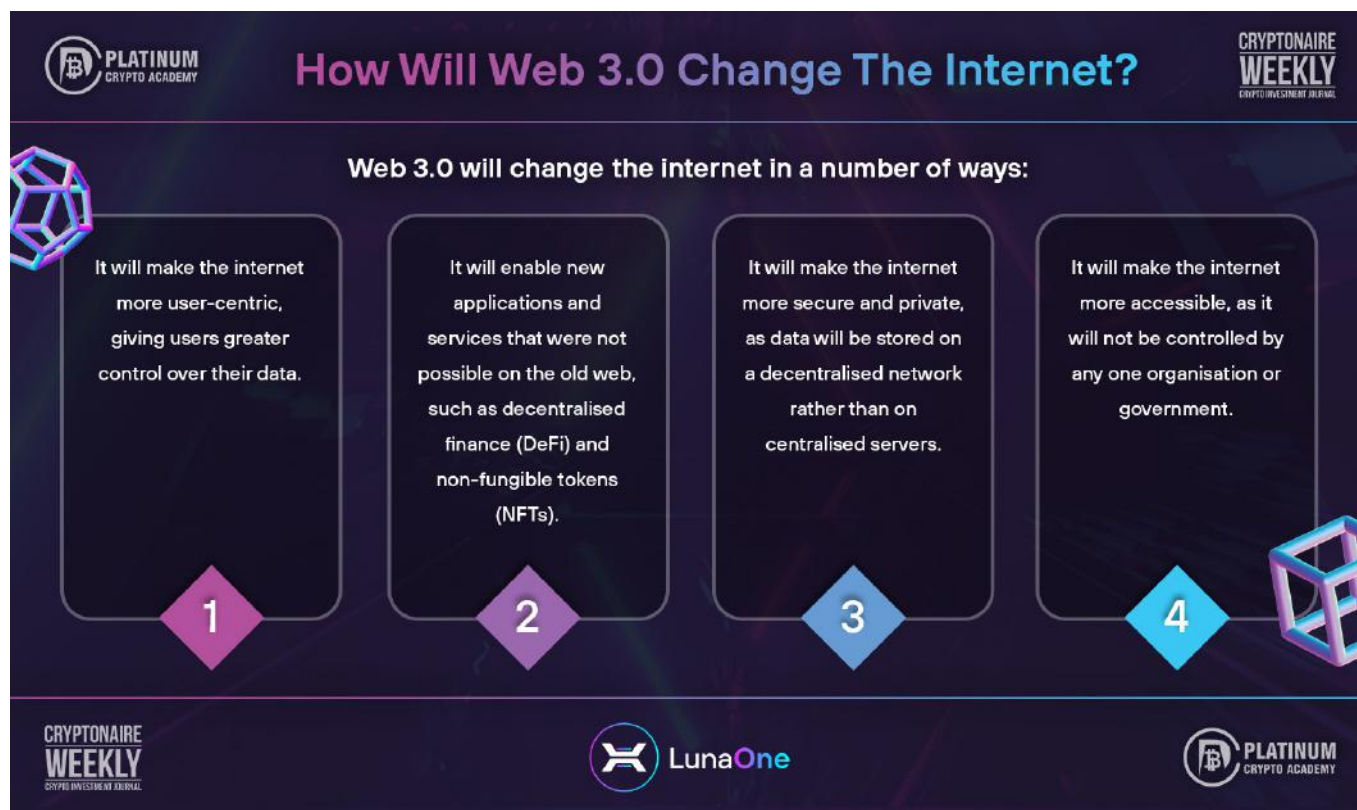 PLATINUM
CRYPTO ACADEMY
How Will Web 3.0 Change The Internet?
CRYPTONAIRE
WEEKLY
CRYPTO INVESTMENT JOURNAL
Web 3.0 will change the internet in a number of ways:
It will make the internet
more user-centric,
giving users greater
control over their data.
1
It will enable new
applications and
services that were not
possible on the old web,
such as decentralised
finance (DeFi) and
non-fungible tokens
(NFTs).
2
It will make the internet
more secure and private,
as data will be stored on
a decentralised network
rather than on
centralised servers.
3
It will make the internet
more accessible, as it
will not be controlled by
any one organisation or
government.
4
CRYPTONAIRE
WEEKLY
CRYPTO INVESTMENT JOURNAL
LunaOne
PLATINUM
CRYPTO ACADEMY